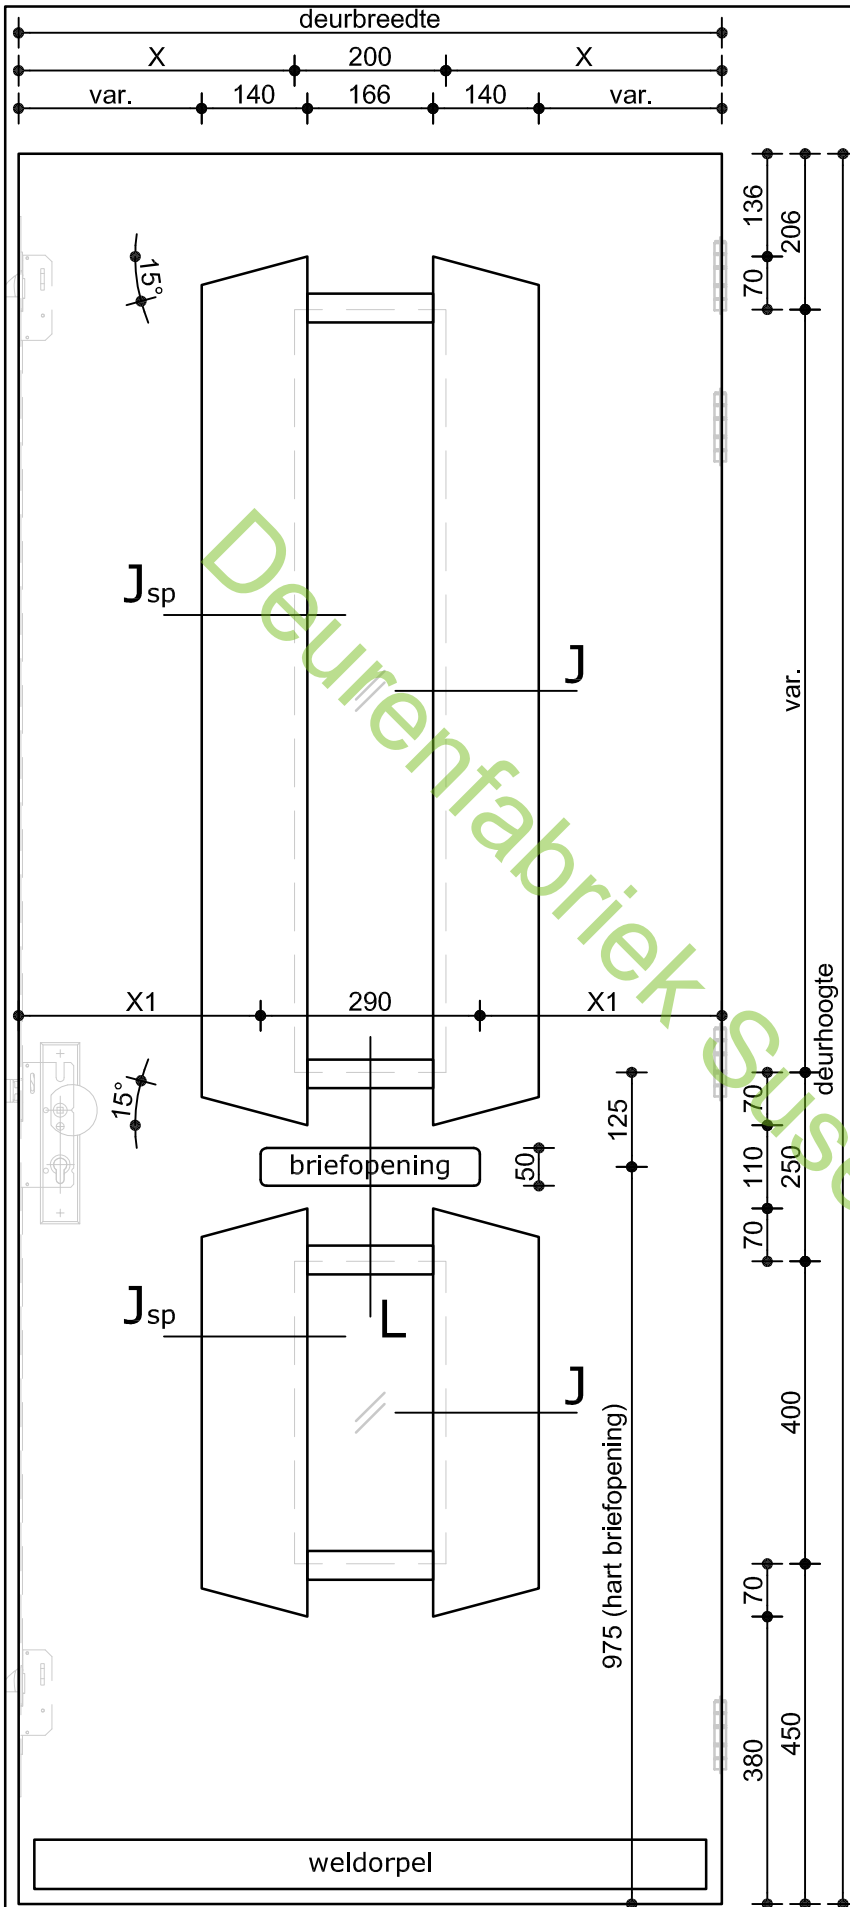 deurbreedte
X 200 X
var. 140 166 140 var.
136
206
70
15°
Jsp
J
var.
X1 290 X1
deurhoogte
15°
125
70
briefopening
50
110
250
70
Jsp
L
J
400
975 (hart briefopening)
70
450
380
weldorpel
Deurenfabriek Suse